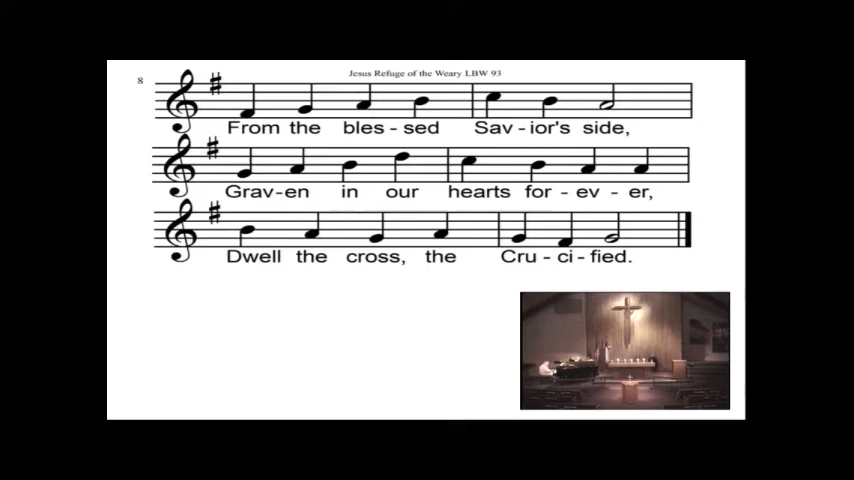 8
Jesus Refuge of the Weary LBW 93
From the bles - sed Sav - ior's side,
Grav-en in our hearts for - ev - er,
Dwell the cross, the Cru - ci - fied.